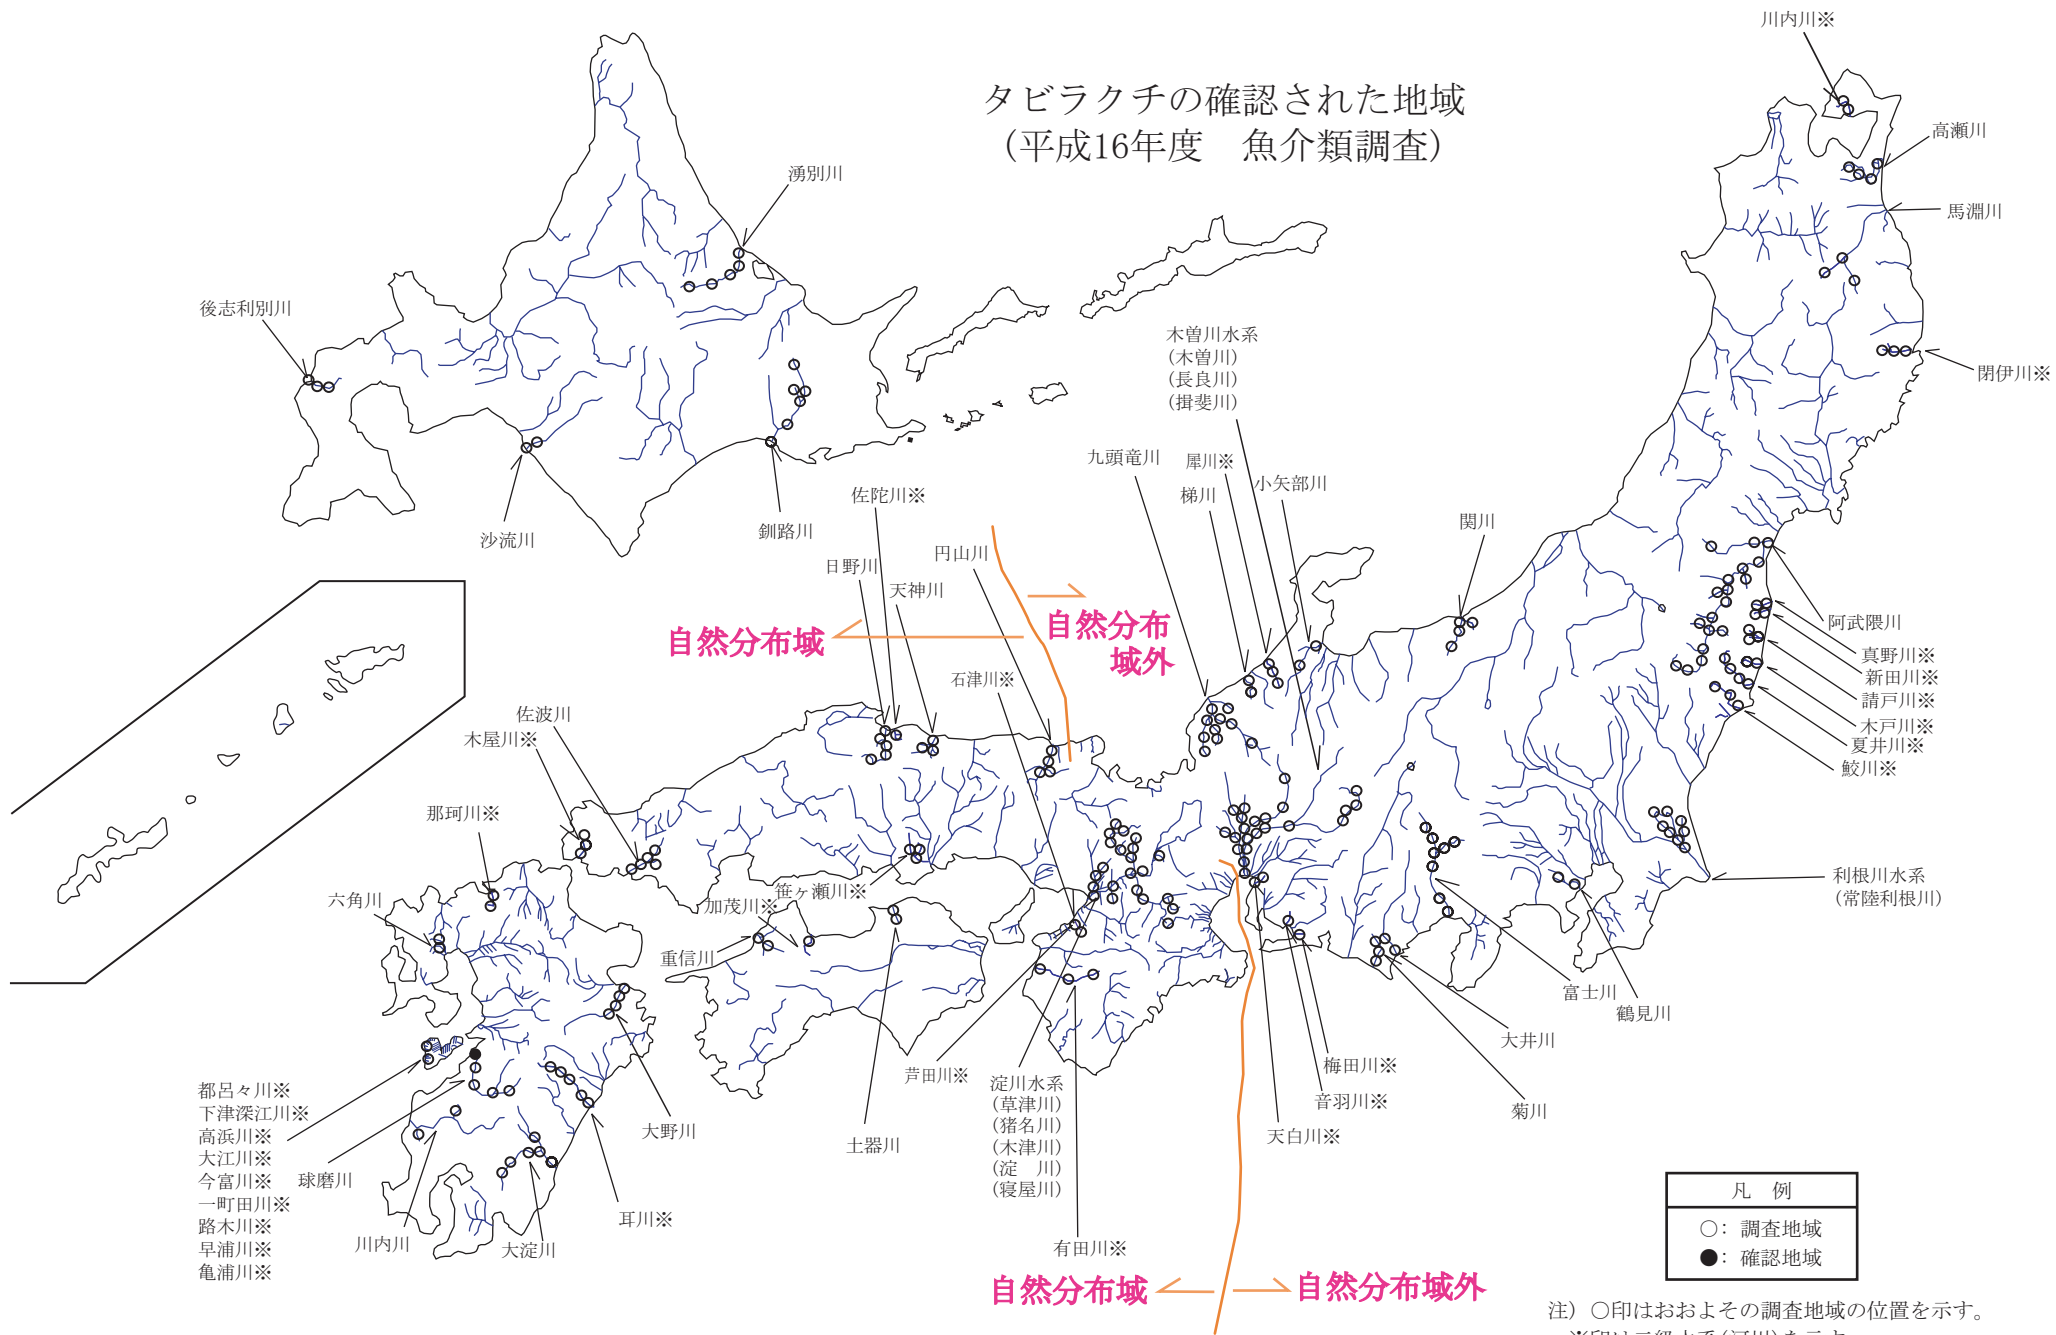 タビラクチの確認された地域
(平成16年度　魚介類調査)
川内川※
高瀬川
馬淵川
閉伊川※
湧別川
後志利別川
沙流川
釧路川
木曽川水系
(木曽川)
(長良川)
(揖斐川)
九頭竜川
犀川※
梯川
小矢部川
関川
佐陀川※
日野川
天神川
円山川
自然分布域
自然分布
域外
石津川※
佐波川
木屋川※
那珂川※
六角川
笹ヶ瀬川※
加茂川※
重信川
阿武隈川
真野川※
新田川※
請戸川※
木戸川※
夏井川※
鮫川※
利根川水系
(常陸利根川)
富士川
鶴見川
大井川
菊川
梅田川※
音羽川※
天白川※
芦田川※
淀川水系
(草津川)
(猪名川)
(木津川)
(淀　川)
(寝屋川)
有田川※
土器川
大野川
耳川※
大淀川
川内川
球磨川
都呂々川※
下津深江川※
高浜川※
大江川※
今富川※
一町田川※
路木川※
早浦川※
亀浦川※
自然分布域
自然分布域外
凡　例
○：調査地域
●：確認地域
注）○印はおおよその調査地域の位置を示す。